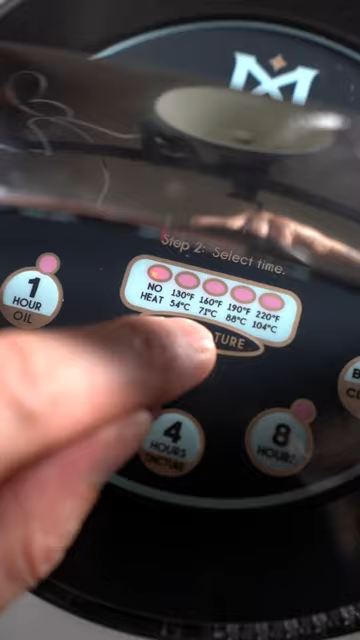 Step 2: Select time.
1
HOUR
OIL
NO HEAT
130°F 54°C
160°F 71°C
190°F 88°C
220°F 104°C
4
HOURS
TINCTURE
8
HOURS